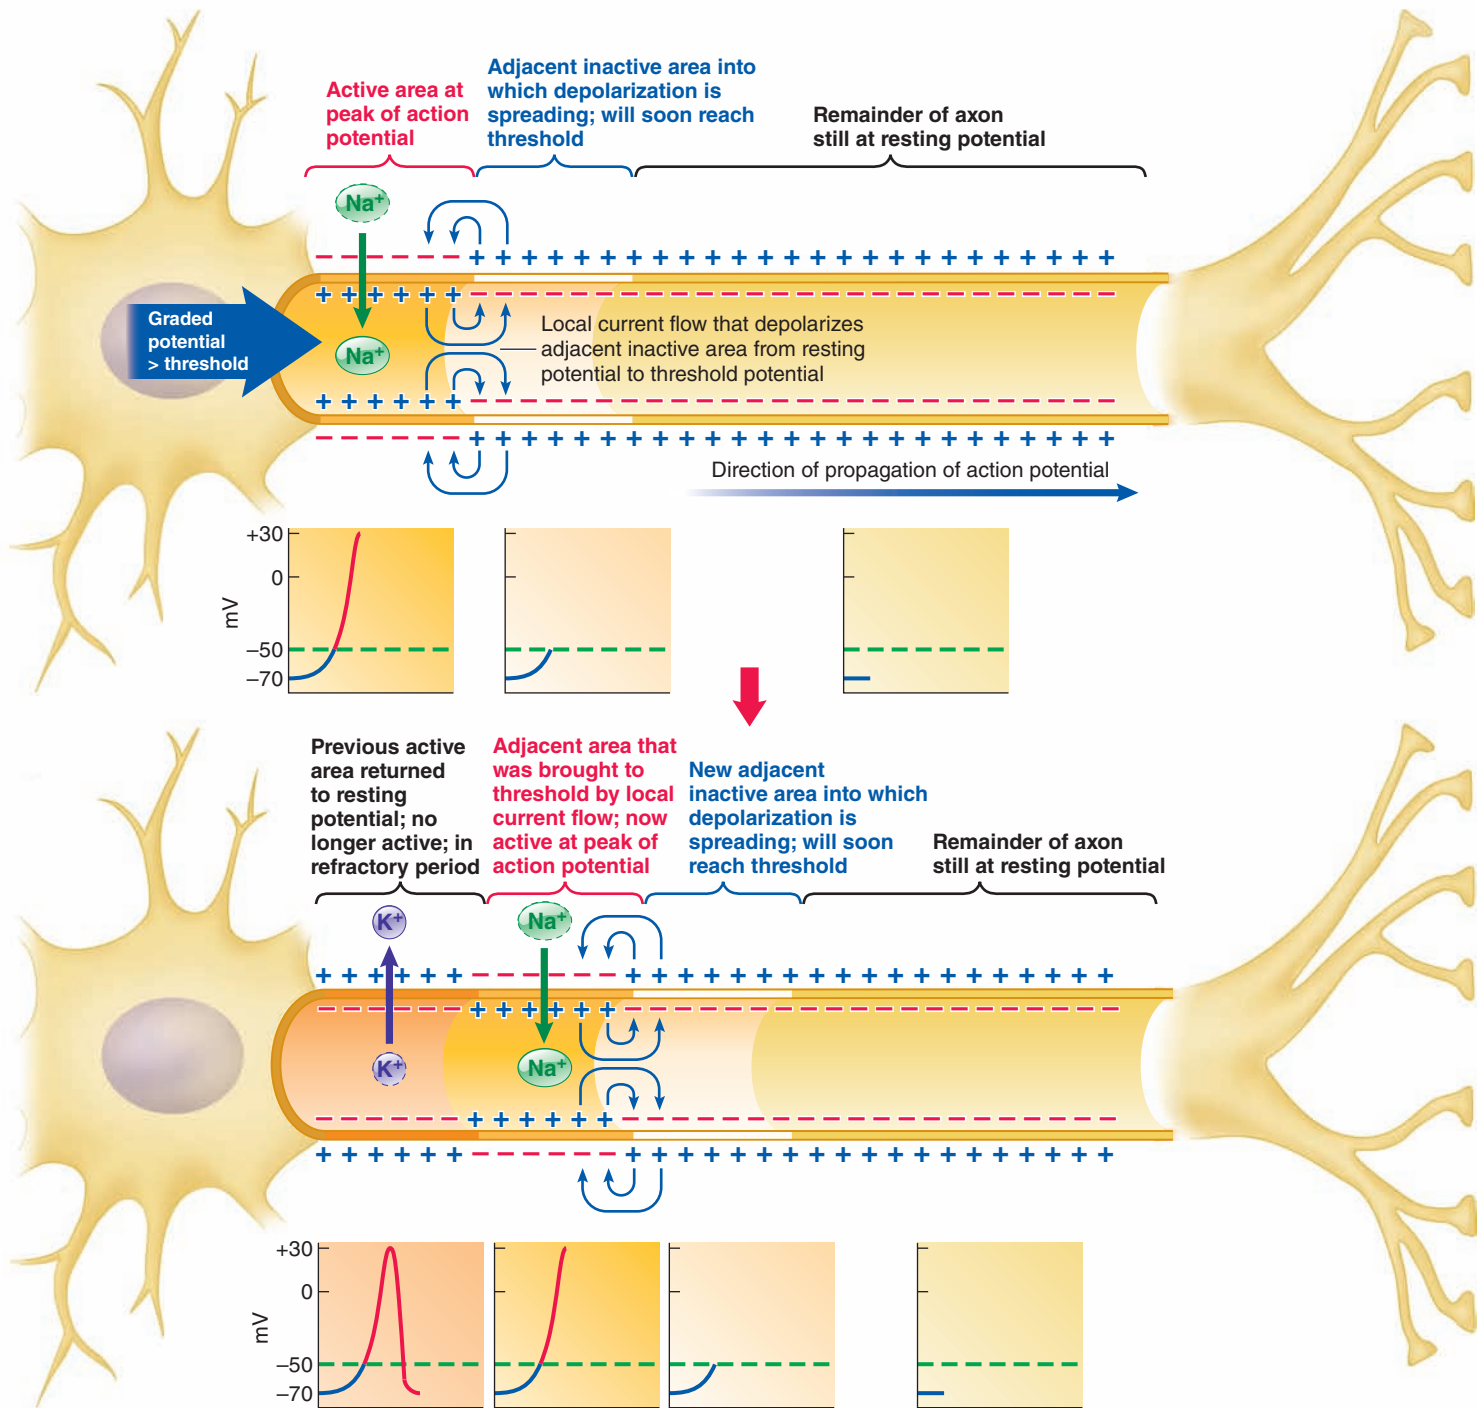 Active area at
peak of action
potential
Adjacent inactive area into
which depolarization is
spreading; will soon reach
threshold
Remainder of axon
still at resting potential
Na+
Graded
potential
> threshold
Na+
Local current flow that depolarizes
adjacent inactive area from resting
potential to threshold potential
Direction of propagation of action potential
+30
0
–50
–70
mV
Previous active
area returned
to resting
potential; no
longer active; in
refractory period
Adjacent area that
was brought to
threshold by local
current flow; now
active at peak of
action potential
New adjacent
inactive area into which
depolarization is
spreading; will soon
reach threshold
Remainder of axon
still at resting potential
K+
Na+
K+
Na+
+30
0
–50
–70
mV